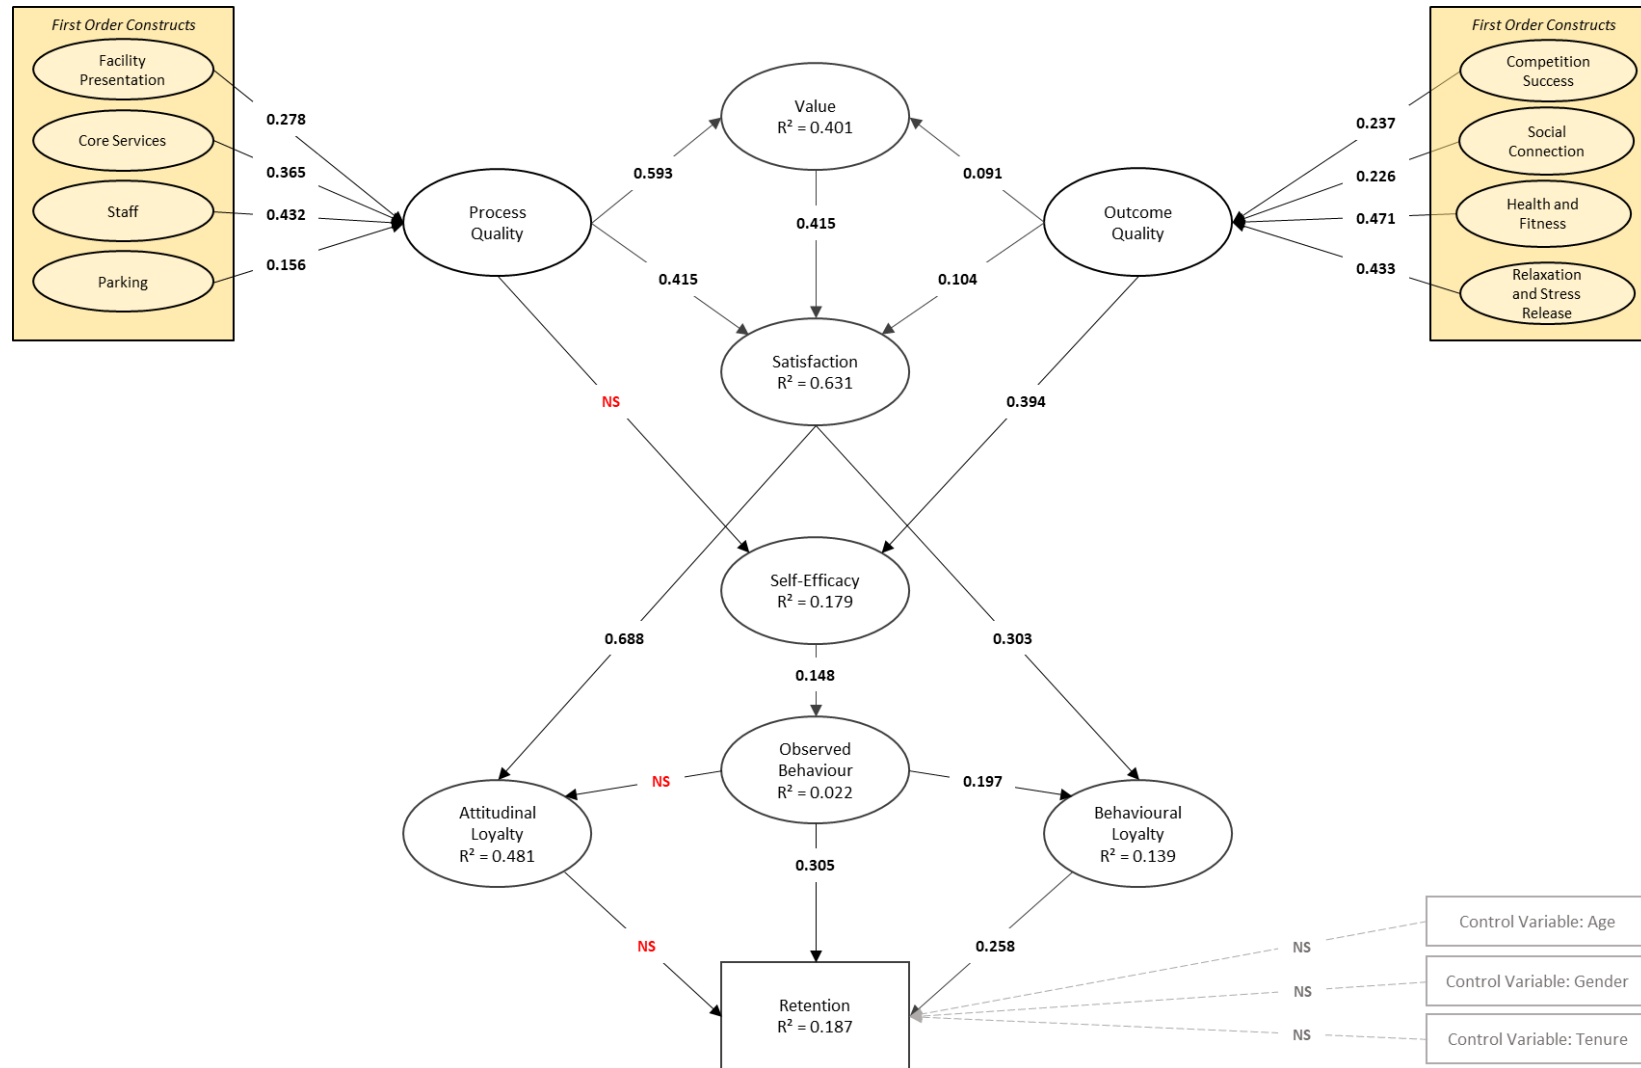 First Order Constructs
Facility
Presentation
Core Services
Staff
Parking
0.278
0.365
0.432
0.156
Process
Quality
0.593
0.415
NS
Value
R² = 0.401
0.415
Satisfaction
R² = 0.631
0.091
0.104
0.394
Outcome
Quality
0.237
0.226
0.471
0.433
First Order Constructs
Competition
Success
Social
Connection
Health and
Fitness
Relaxation
and Stress
Release
Self-Efficacy
R² = 0.179
0.688
0.303
0.148
Observed
Behaviour
R² = 0.022
NS
0.197
Attitudinal
Loyalty
R² = 0.481
Behavioural
Loyalty
R² = 0.139
0.305
NS
0.258
Retention
R² = 0.187
NS
NS
NS
Control Variable: Age
Control Variable: Gender
Control Variable: Tenure